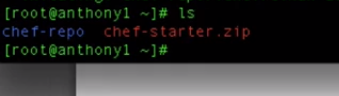 [root@anthony1 ~]# ls
chef-repo  chef-starter.zip
[root@anthony1 ~]#